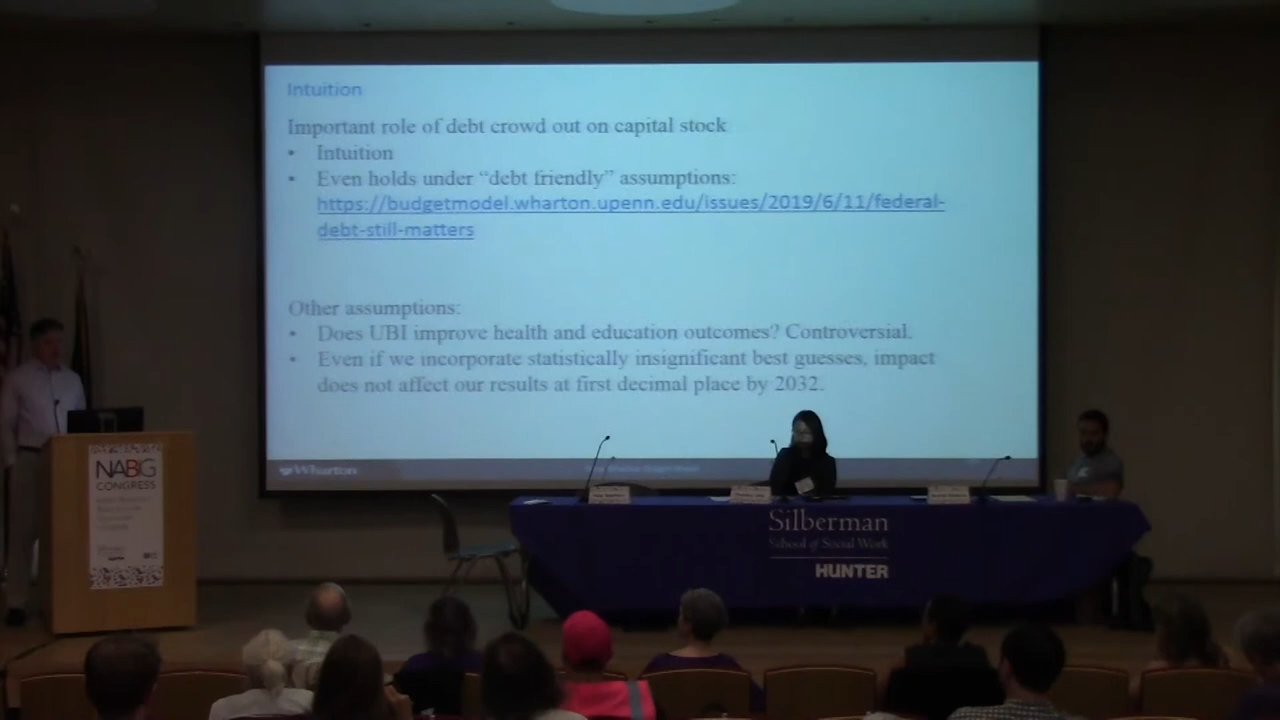 Intuition
Important role of debt crowd out on capital stock
• Intuition
• Even holds under “debt friendly” assumptions:
https://budgetmodel.wharton.upenn.edu/issues/2019/6/11/federal-
debt-still-matters
Other assumptions:
• Does UBI improve health and education outcomes? Controversial.
• Even if we incorporate statistically insignificant best guesses, impact
does not affect our results at first decimal place by 2032.
Wharton
NABIG
CONGRESS
Silberman
School of Social Work
HUNTER